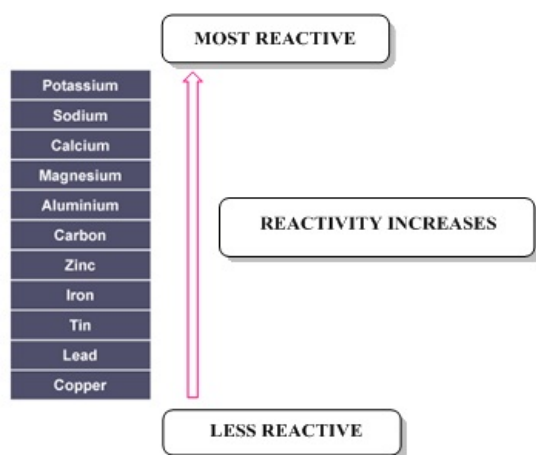 MOST REACTIVE
Potassium
Sodium
Calcium
Magnesium
Aluminium
Carbon
Zinc
Iron
Tin
Lead
Copper
REACTIVITY INCREASES
LESS REACTIVE